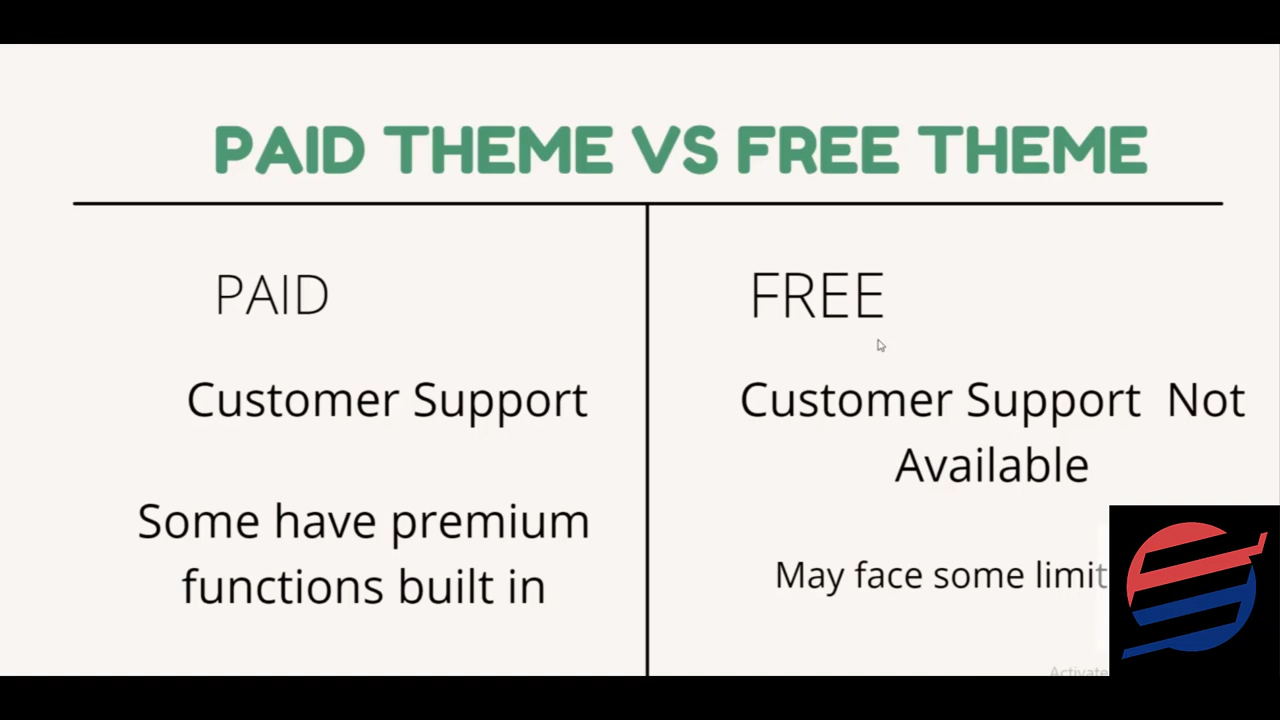 PAID THEME VS FREE THEME
PAID
Customer Support
Some have premium
functions built in
FREE
Customer Support Not
Available
May face some limit
Activate